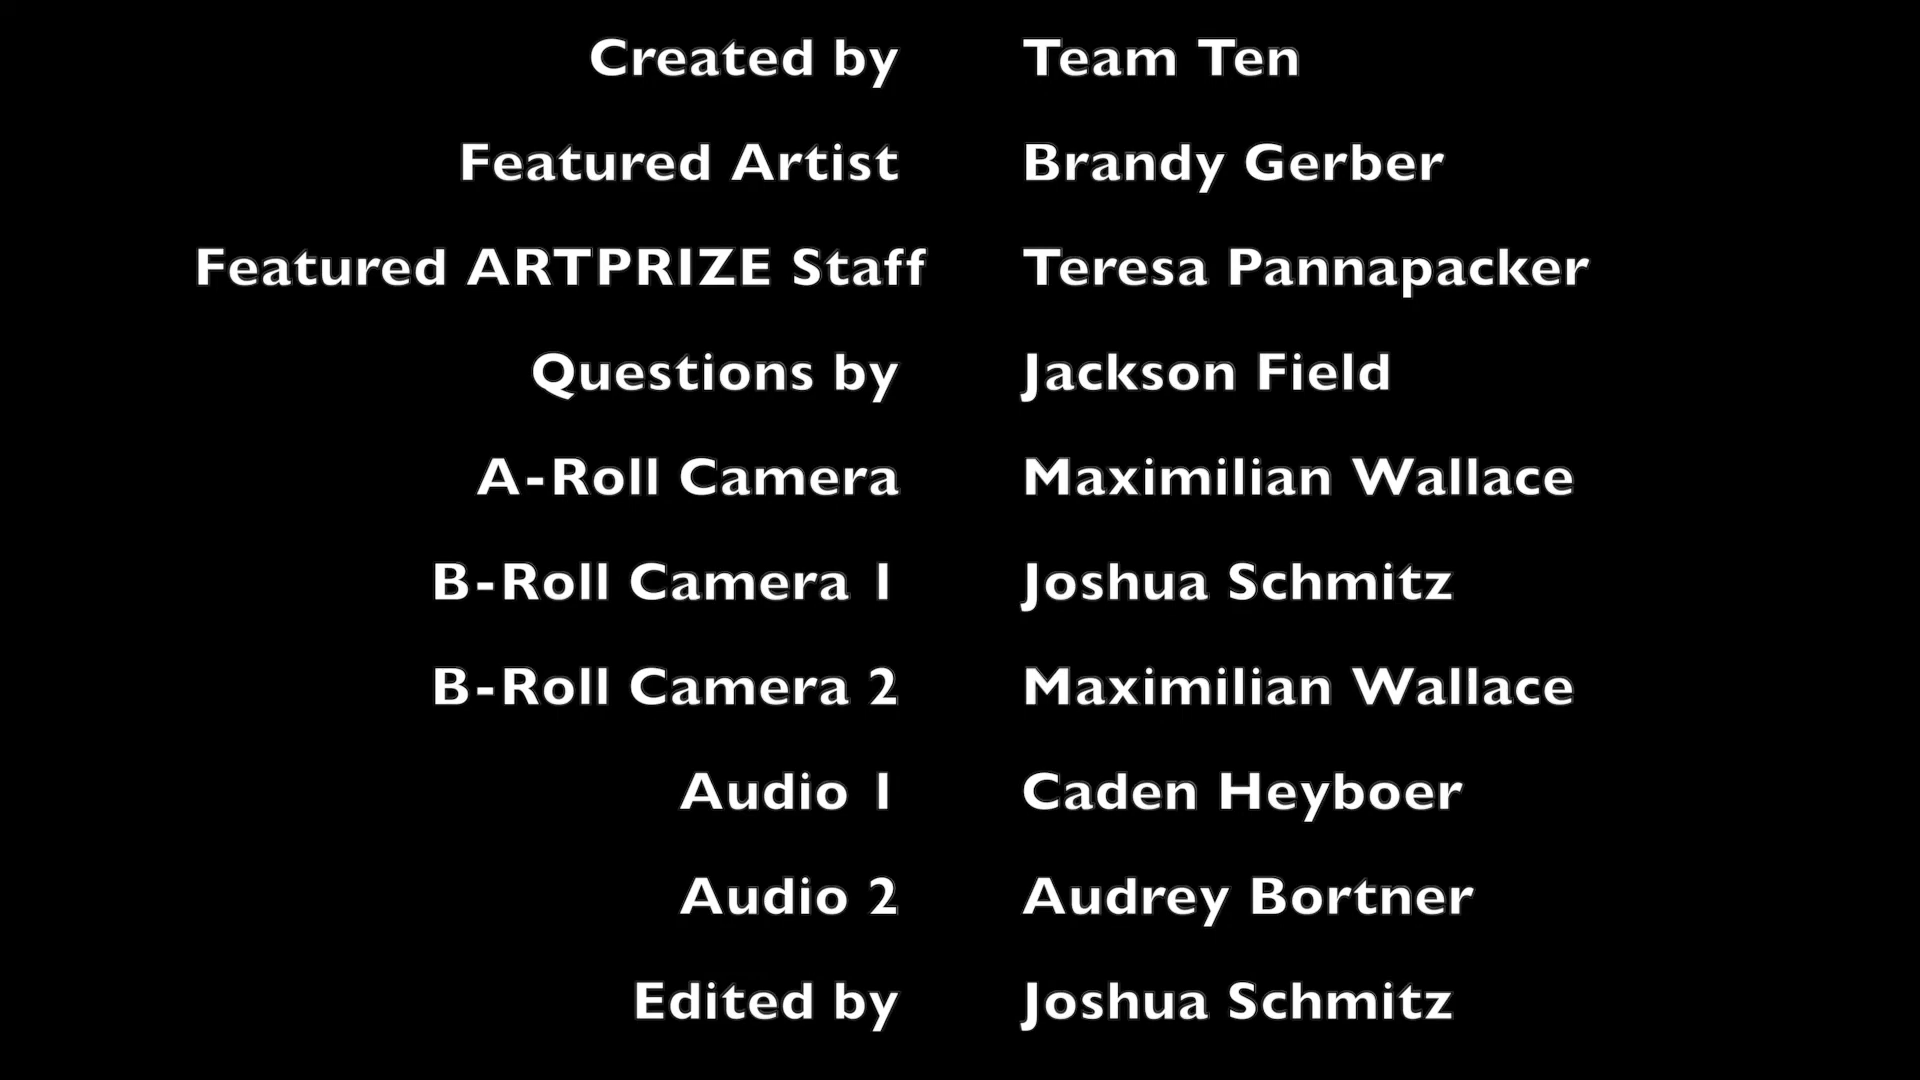 Created by Team Ten
Featured Artist Brandy Gerber
Featured ARTPRIZE Staff Teresa Pannapacker
Questions by Jackson Field
A-Roll Camera Maximilian Wallace
B-Roll Camera 1 Joshua Schmitz
B-Roll Camera 2 Maximilian Wallace
Audio 1 Caden Heyboer
Audio 2 Audrey Bortner
Edited by Joshua Schmitz